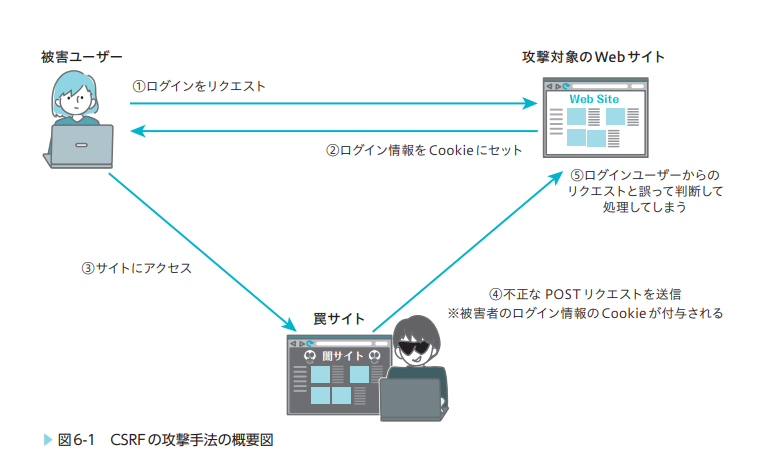 被害ユーザー
攻撃対象のWebサイト
①ログインをリクエスト
Web Site
②ログイン情報をCookieにセット
⑤ログインユーザーからの
リクエストと誤って判断して
処理してしまう
③サイトにアクセス
④不正な POSTリクエストを送信
※被害者のログイン情報のCookieが付与される
罠サイト
闇サイト
▶ 図6-1 CSRFの攻撃手法の概要図